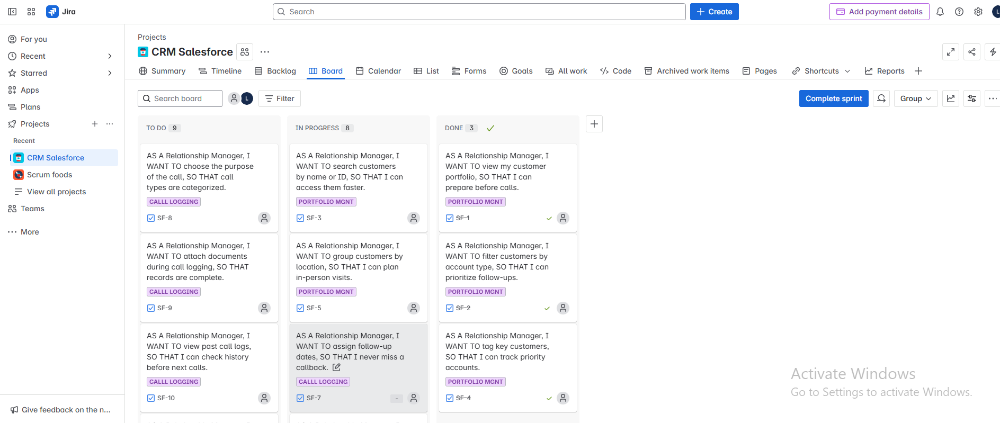 Jira
Search
Create
Add payment details
L
For you
Recent
Starred
Apps
Plans
Projects
Recent
CRM Salesforce
Scrum foods
View all projects
Teams
More
Give feedback on the n...
Projects
CRM Salesforce
Summary
Timeline
Backlog
Board
Calendar
List
Forms
Goals
All work
Code
Archived work items
Pages
Shortcuts
Reports
Search board
L
Filter
Complete sprint
Group
TO DO 9
AS A Relationship Manager, I
WANT TO choose the purpose
of the call, SO THAT call
types are categorized.
CALLL LOGGING
SF-8
AS A Relationship Manager, I
WANT TO attach documents
during call logging, SO THAT
records are complete.
CALLL LOGGING
SF-9
AS A Relationship Manager, I
WANT TO view past call logs,
SO THAT I can check history
before next calls.
CALLL LOGGING
SF-10
IN PROGRESS 8
AS A Relationship Manager, I
WANT TO search customers
by name or ID, SO THAT I can
access them faster.
PORTFOLIO MGNT
SF-3
AS A Relationship Manager, I
WANT TO group customers by
location, SO THAT I can plan
in-person visits.
PORTFOLIO MGNT
SF-5
AS A Relationship Manager, I
WANT TO assign follow-up
dates, SO THAT I never miss a
callback.
CALLL LOGGING
SF-7 -
DONE 3
AS A Relationship Manager, I
WANT TO view my customer
portfolio, SO THAT I can
prepare before calls.
PORTFOLIO MGNT
SF-1
AS A Relationship Manager, I
WANT TO filter customers by
account type, SO THAT I can
prioritize follow-ups.
PORTFOLIO MGNT
SF-2
AS A Relationship Manager, I
WANT TO tag key customers,
SO THAT I can track priority
accounts.
PORTFOLIO MGNT
SF-4
Activate Windows
Go to Settings to activate Windows.